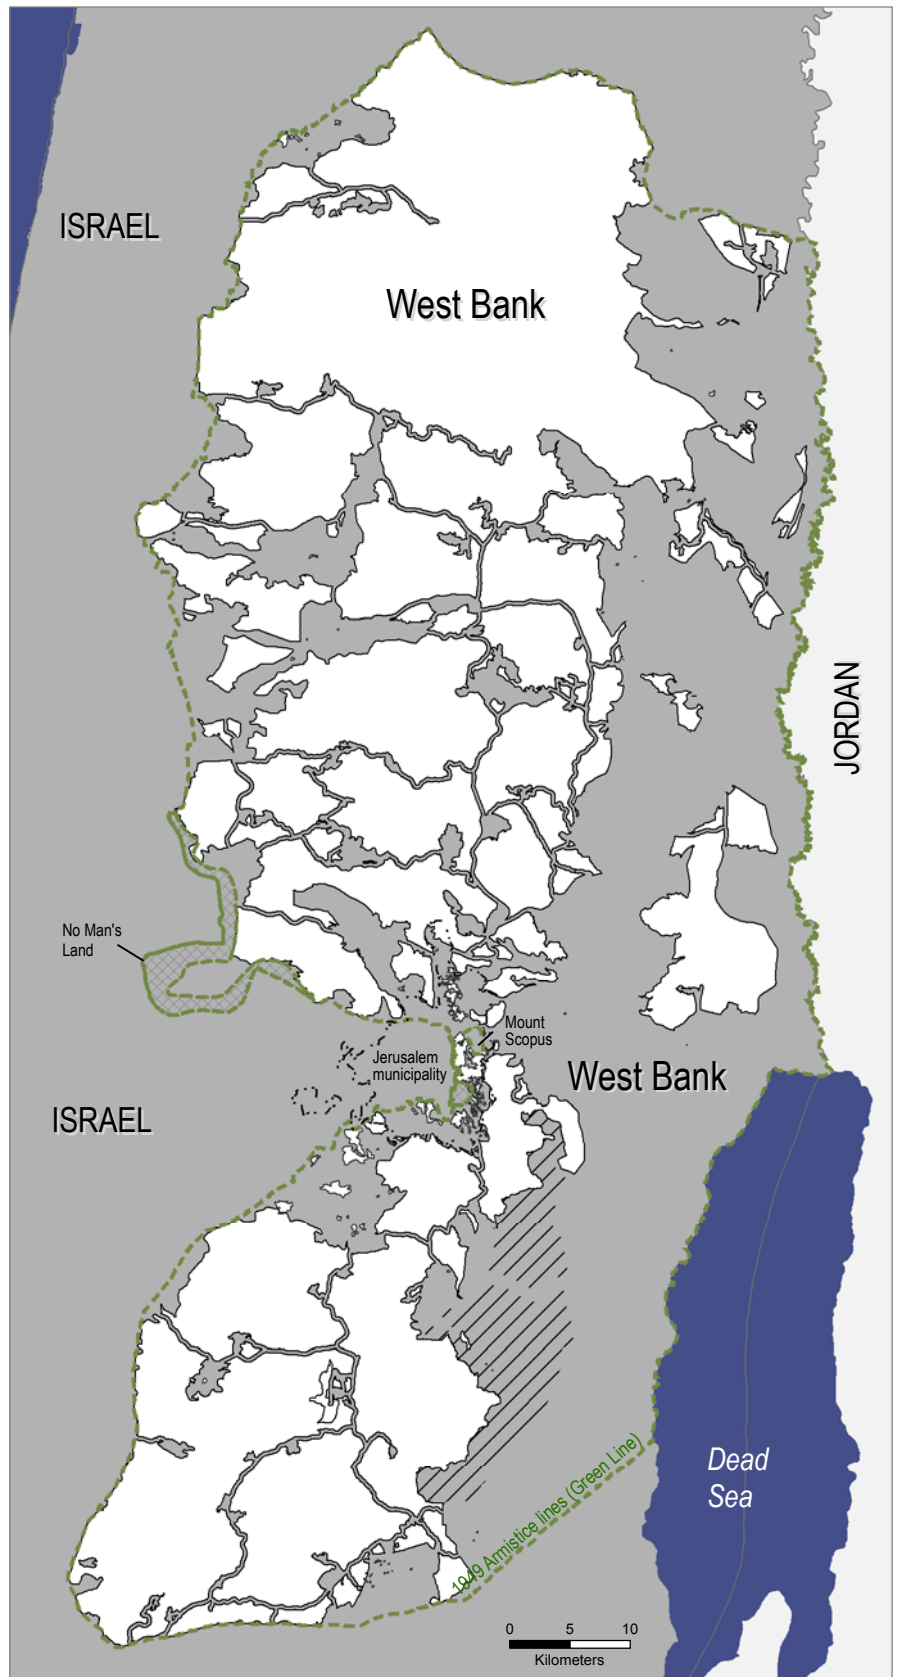 ISRAEL
West Bank
JORDAN
No Man's
Land
Mount
Scopus
Jerusalem
municipality
West Bank
ISRAEL
1949 Armistice lines (Green Line)
Dead
Sea
0 5 10
Kilometers